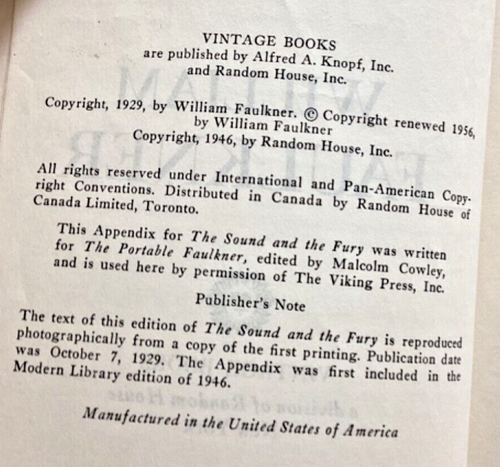 VINTAGE BOOKS
are published by Alfred A. Knopf, Inc.
and Random House, Inc.
Copyright, 1929, by William Faulkner. © Copyright renewed 1956,
by William Faulkner
Copyright, 1946, by Random House, Inc.
All rights reserved under International and Pan-American Copy-
right Conventions. Distributed in Canada by Random House of
Canada Limited, Toronto.
This Appendix for The Sound and the Fury was written
for The Portable Faulkner, edited by Malcolm Cowley,
and is used here by permission of The Viking Press, Inc.
Publisher's Note
The text of this edition of The Sound and the Fury is reproduced
photographically from a copy of the first printing. Publication date
was October 7, 1929. The Appendix was first included in the
Modern Library edition of 1946.
Manufactured in the United States of America